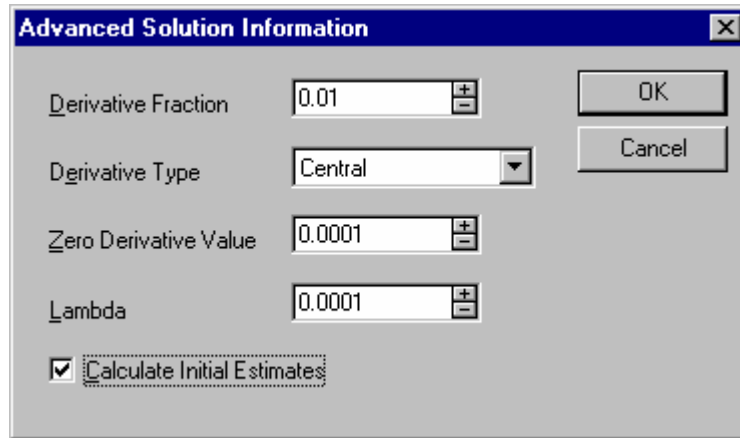 Advanced Solution Information
Derivative Fraction 0.01 OK
Derivative Type Central Cancel
Zero Derivative Value 0.0001
Lambda 0.0001
Calculate Initial Estimates